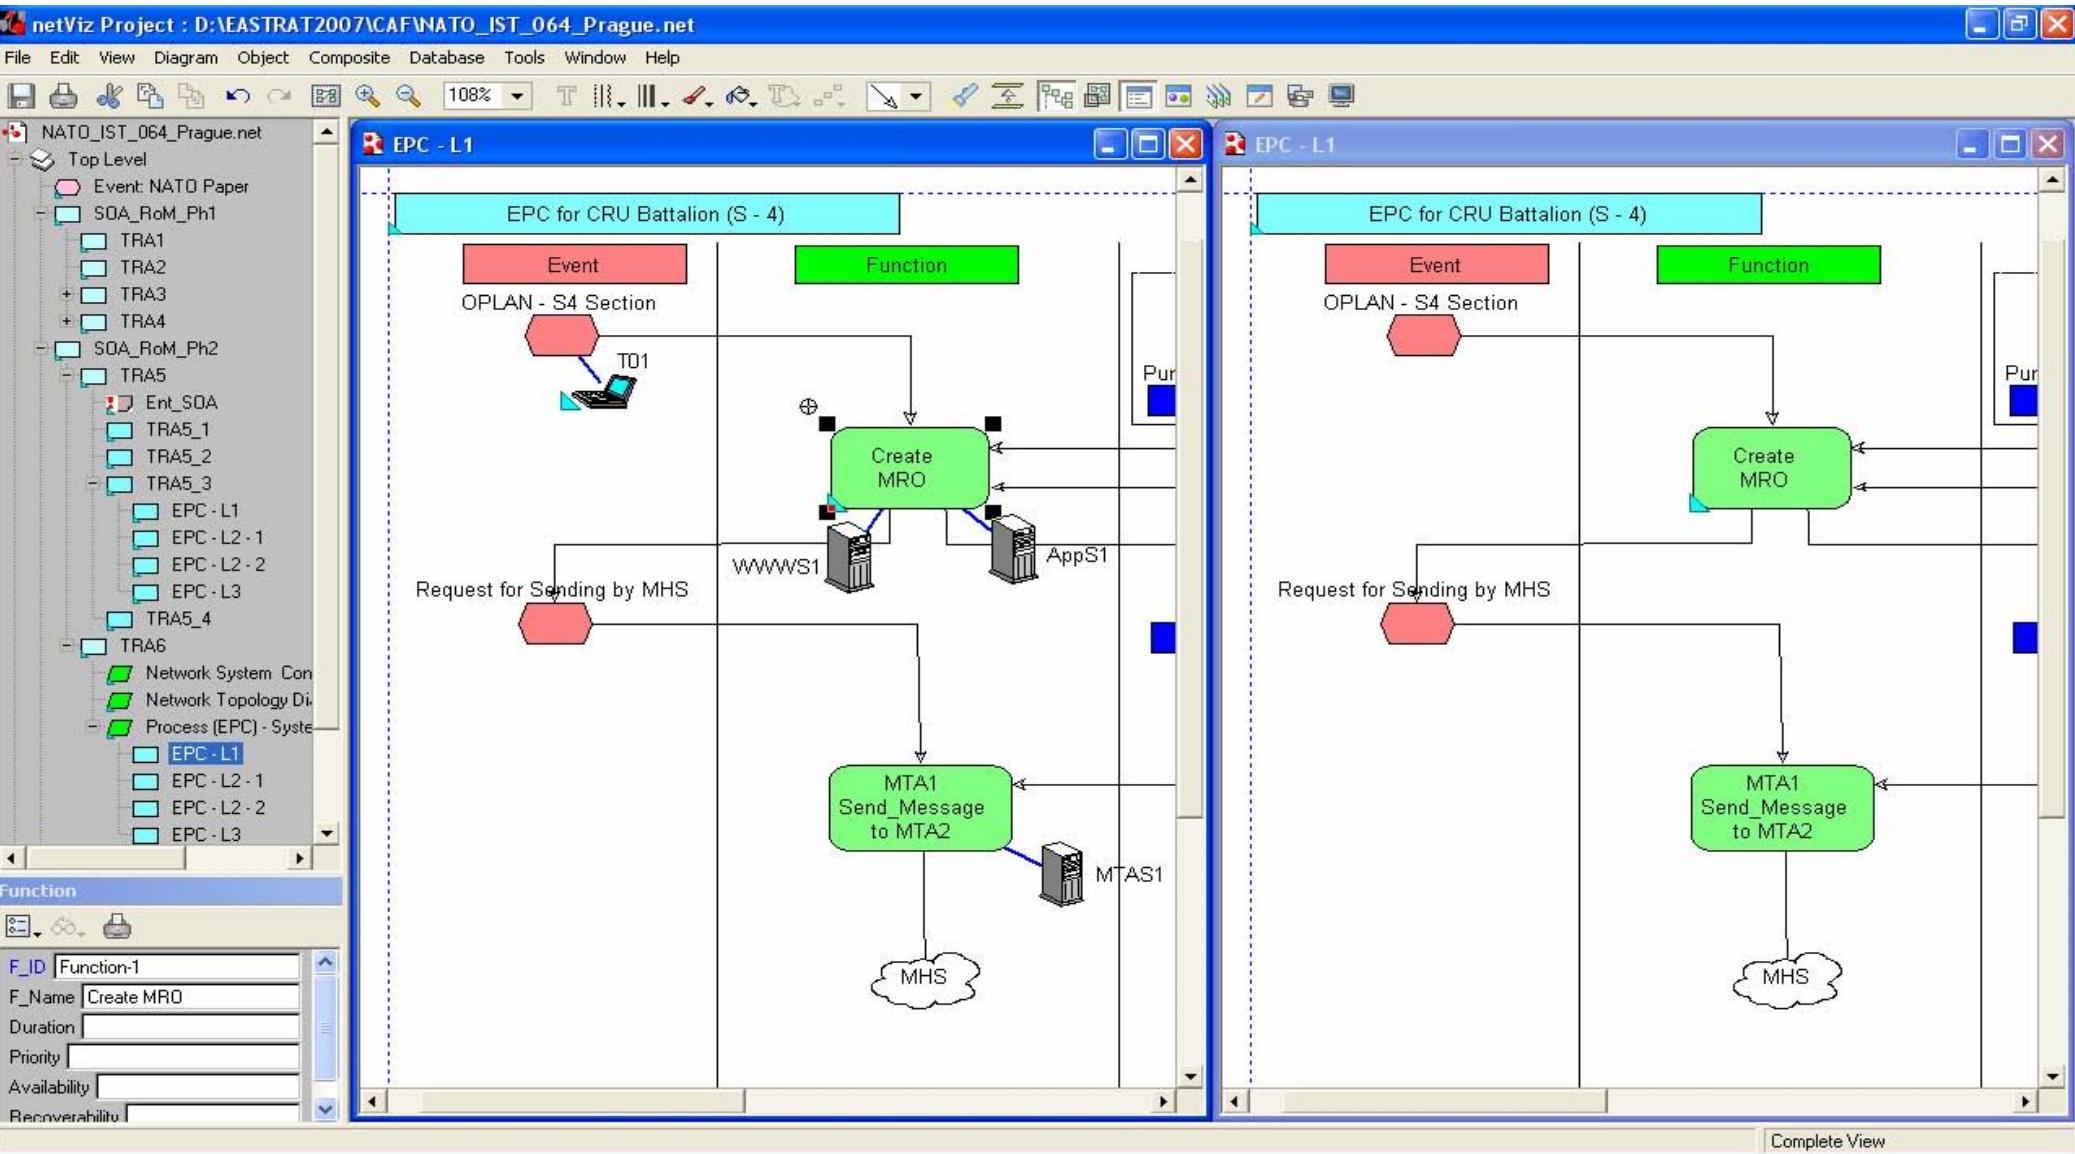 netViz Project : D:\EASTRAT2007\CAF\NATO_IST_064_Prague.net
File Edit View Diagram Object Composite Database Tools Window Help
108%
NATO_IST_064_Prague.net
Top Level
Event: NATO Paper
SOA_RoM_Ph1
TRA1
TRA2
TRA3
TRA4
SOA_RoM_Ph2
TRA5
Ent_SOA
TRA5_1
TRA5_2
TRA5_3
EPC - L1
EPC - L2 - 1
EPC - L2 - 2
EPC - L3
TRA5_4
TRA6
Network System Con
Network Topology Di
Process (EPC) - Syste
EPC - L1
EPC - L2 - 1
EPC - L2 - 2
EPC - L3
Function
F_ID Function-1
F_Name Create MRO
Duration
Priority
Availability
Recoverability
EPC - L1
EPC for CRU Battalion (S - 4)
Event Function
OPLAN - S4 Section
T01
Pur
Create
MRO
WWWS1
AppS1
Request for Sending by MHS
MTA1
Send_Message
to MTA2
MTAS1
MHS
EPC - L1
EPC for CRU Battalion (S - 4)
Event Function
OPLAN - S4 Section
Pur
Create
MRO
Request for Sending by MHS
MTA1
Send_Message
to MTA2
MHS
Complete View